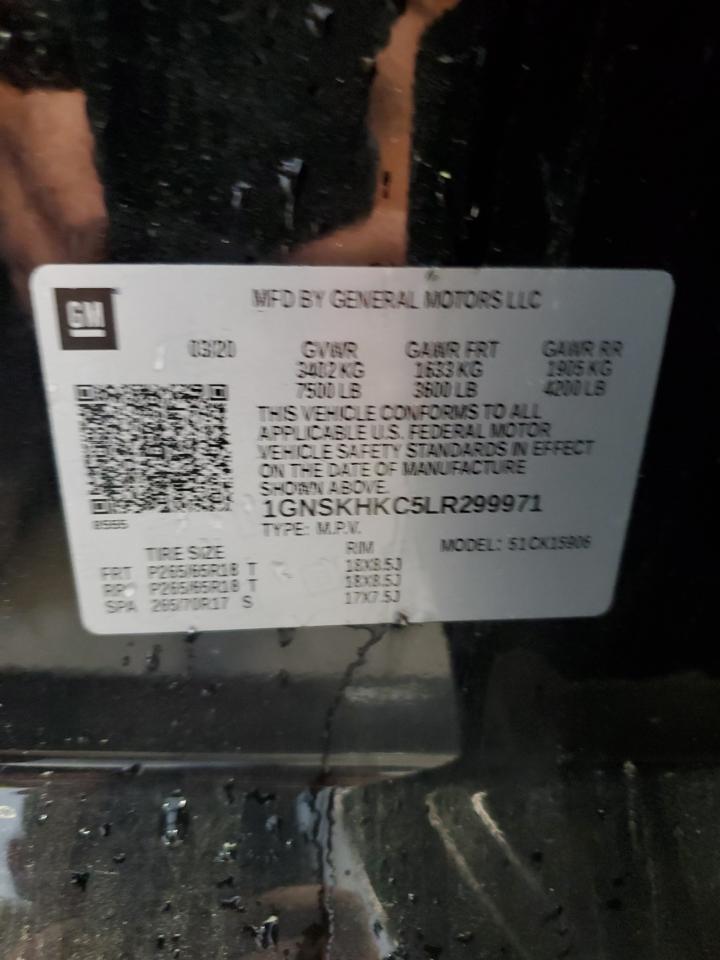 GM
MFD BY GENERAL MOTORS LLC
03/20 GVWR GAWR FRT GAWR RR
3402 KG 1633 KG 1905 KG
7500 LB 3600 LB 4200 LB
THIS VEHICLE CONFORMS TO ALL
APPLICABLE U.S. FEDERAL MOTOR
VEHICLE SAFETY STANDARDS IN EFFECT
ON THE DATE OF MANUFACTURE
SHOWN ABOVE.
1GNSKHKC5LR299971
8555
TYPE: M.P.V.
MODEL: 51 CK15906
TIRE SIZE RIM
FRT P265/65R18 T 18X8.5J
RR P265/65R18 T 18X8.5J
SPA 265/70R17 S 17X7.5J